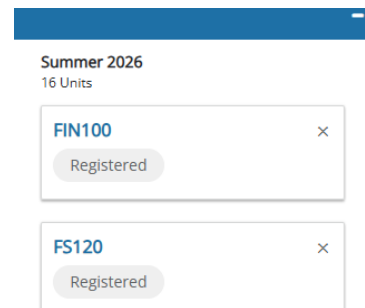 Summer 2026
16 Units
FIN100
Registered
FS120
Registered